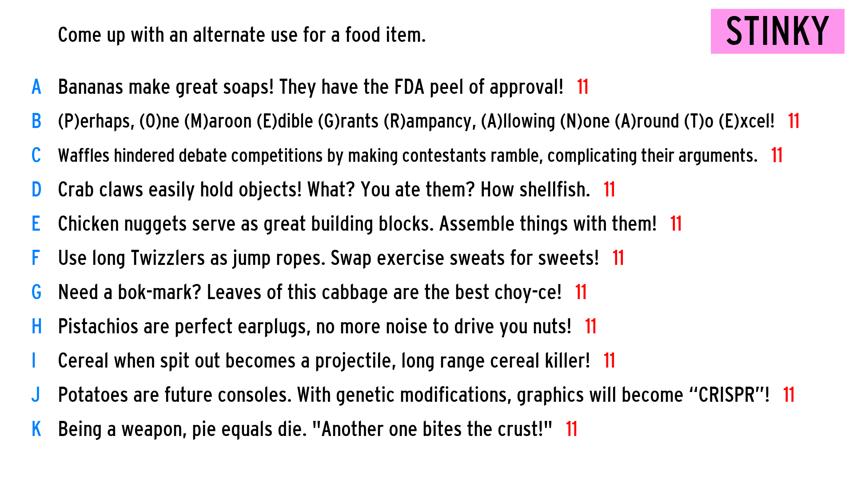 Come up with an alternate use for a food item.
STINKY
A Bananas make great soaps! They have the FDA peel of approval! 11
B (P)erhaps, (O)ne (M)aroon (E)dible (G)rants (R)ampancy, (A)llowing (N)one (A)round (T)o (E)xcel! 11
C Waffles hindered debate competitions by making contestants ramble, complicating their arguments. 11
D Crab claws easily hold objects! What? You ate them? How shellfish. 11
E Chicken nuggets serve as great building blocks. Assemble things with them! 11
F Use long Twizzlers as jump ropes. Swap exercise sweats for sweets! 11
G Need a bok-mark? Leaves of this cabbage are the best choy-ce! 11
H Pistachios are perfect earplugs, no more noise to drive you nuts! 11
I Cereal when spit out becomes a projectile, long range cereal killer! 11
J Potatoes are future consoles. With genetic modifications, graphics will become “CRISPR”! 11
K Being a weapon, pie equals die. "Another one bites the crust!" 11